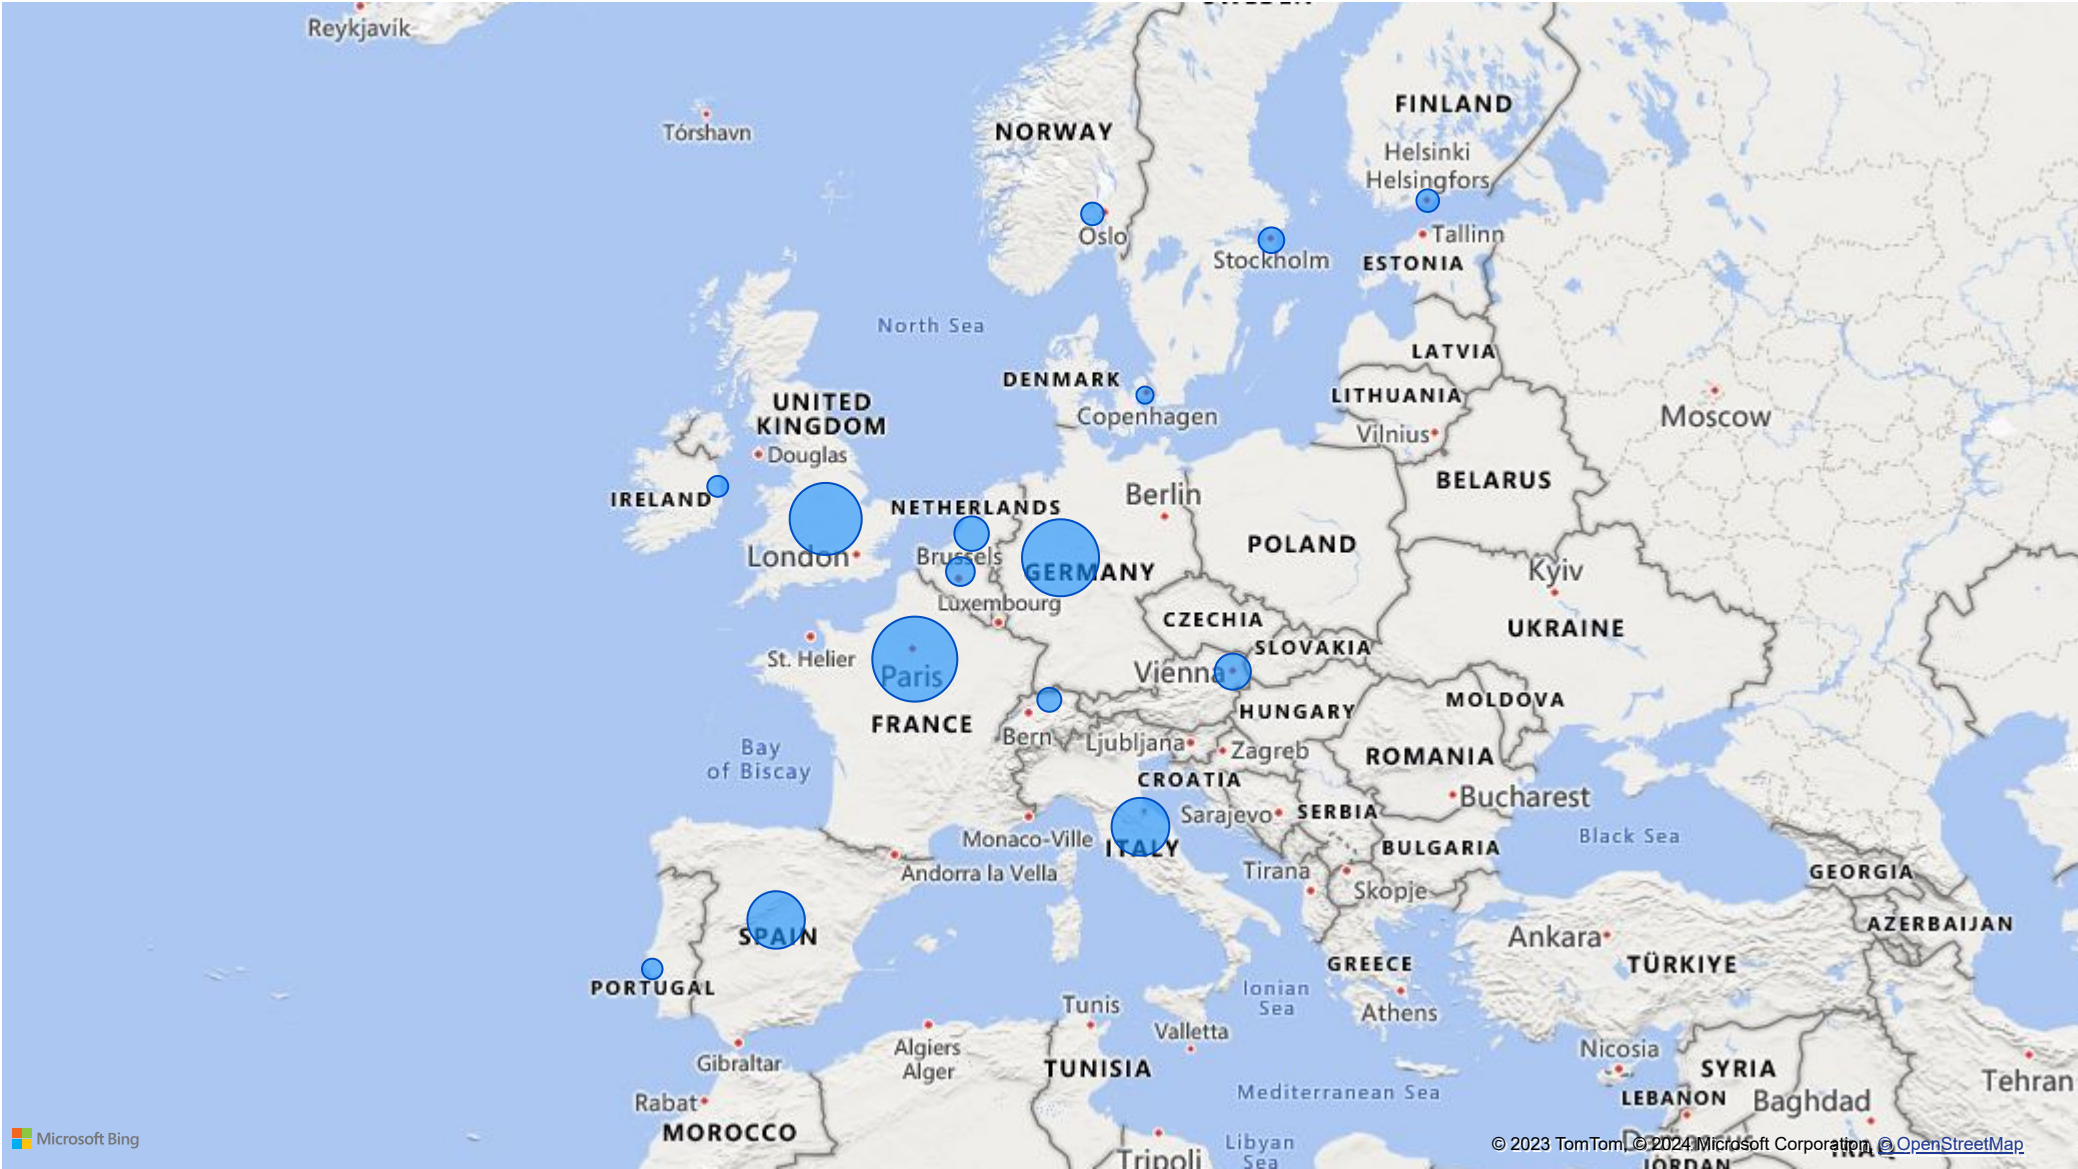 Reykjavík
Tórshavn
NORWAY
FINLAND
Helsinki
Helsingfors
Oslo
Stockholm
Tallinn
ESTONIA
North Sea
LATVIA
DENMARK
LITHUANIA
Copenhagen
UNITED
KINGDOM
Moscow
Vilnius
Douglas
BELARUS
IRELAND
NETHERLANDS
Berlin
London
Brussels
POLAND
GERMANY
Kyiv
Luxembourg
CZECHIA
UKRAINE
SLOVAKIA
St. Helier
Paris
Vienna
MOLDOVA
HUNGARY
FRANCE
Bern
Ljubljana
Zagreb
ROMANIA
Bay
of Biscay
CROATIA
Bucharest
Sarajevo
SERBIA
Black Sea
Monaco-Ville
ITALY
BULGARIA
Andorra la Vella
Tirana
Skopje
GEORGIA
AZERBAIJAN
SPAIN
Ankara
TÜRKIYE
GREECE
PORTUGAL
Ionian
Sea
Tunis
Athens
Valletta
Algiers
Alger
Gibraltar
TUNISIA
Nicosia
SYRIA
Tehran
Mediterranean Sea
LEBANON
Baghdad
Rabat
MOROCCO
Microsoft Bing
Libyan
Sea
© 2023 TomTom, © 2024 Microsoft Corporation, © OpenStreetMap
Tripoli
JORDAN